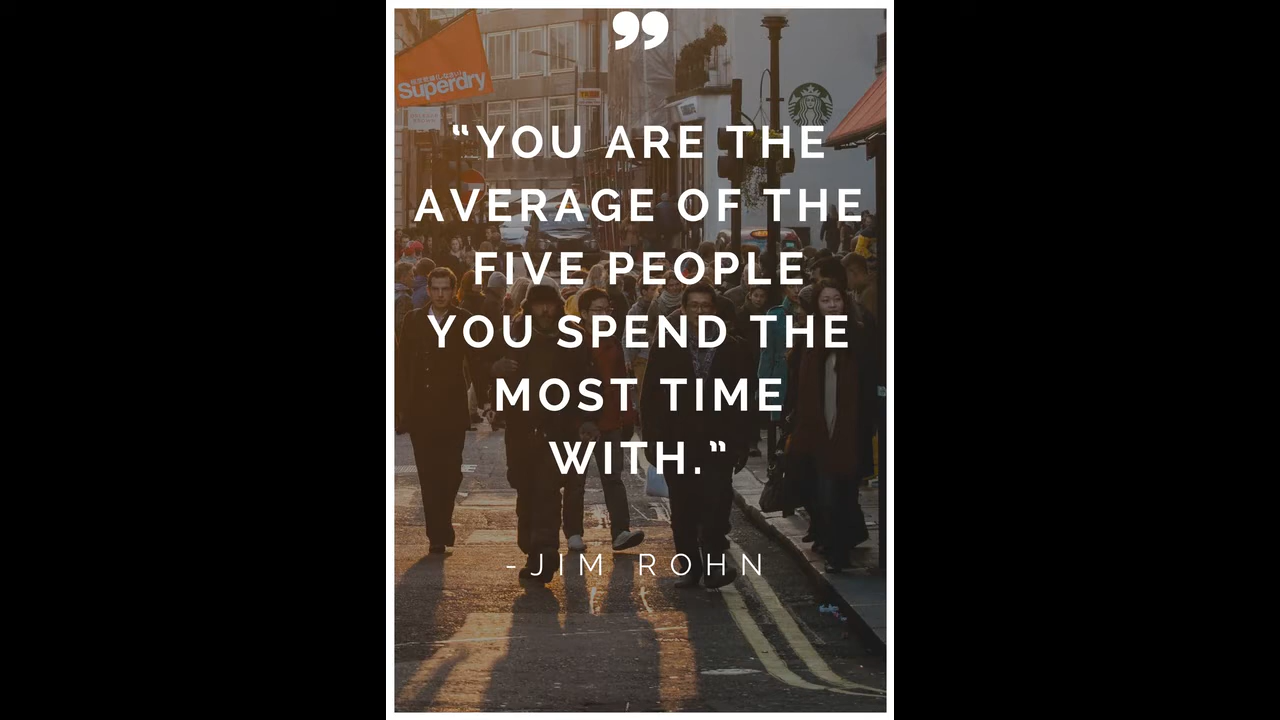 ”
Superdry
“YOU ARE THE
AVERAGE OF THE
FIVE PEOPLE
YOU SPEND THE
MOST TIME
WITH.”
-JIM ROHN